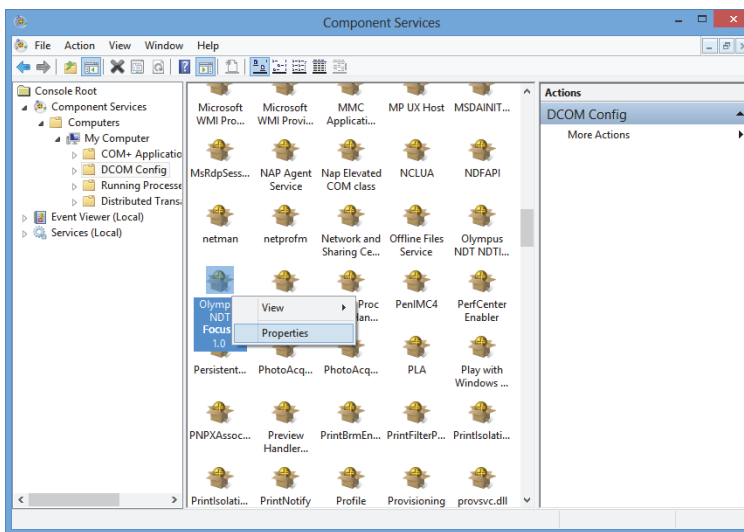 Component Services
File Action View Window Help
Console Root
Component Services
Computers
My Computer
COM+ Applicatio
DCOM Config
Running Processe
Distributed Transa
Event Viewer (Local)
Services (Local)
Microsoft WMI Pro...
Microsoft WMI Provi...
MMC Applicati...
MP UX Host
MSDAINIT...
MsRdpSess...
NAP Agent Service
Nap Elevated COM class
NCLUA
NDFAPI
netman
netprofm
Network and Sharing Ce...
Offline Files Service
Olympus NDT NDTI...
Olymp
NDT
Focus
1.0
View
Properties
Proc
lan...
PenIMC4
PerfCenter Enabler
Persistent...
PhotoAcq...
PhotoAcq...
PLA
Play with Windows ...
PNPXAssoc...
Preview Handler...
PrintBrmEn...
PrintFilterP...
PrintIsolati...
PrintIsolati...
PrintNotify
Profile
Provisioning
provsvc.dll
Actions
DCOM Config
More Actions